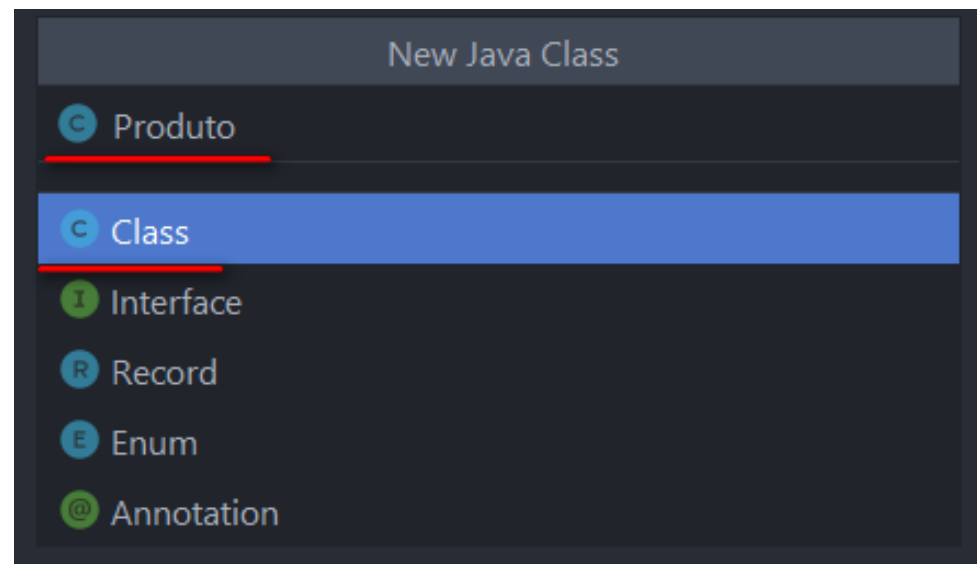 New Java Class
C Produto
C Class
I Interface
R Record
E Enum
@ Annotation